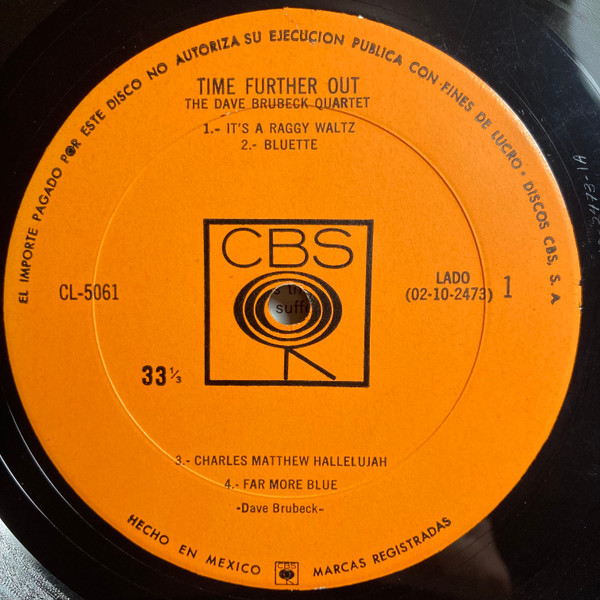 EL IMPORTE PAGADO POR ESTE DISCO NO AUTORIZA SU EJECUCION PUBLICA CON FINES DE LUCRO • DISCOS CBS, S. A.
TIME FURTHER OUT
THE DAVE BRUBECK QUARTET
1.- IT'S A RAGGY WALTZ
2.- BLUETTE
CBS
CL-5061
LADO
(02-10-2473) 1
33⅓
3.- CHARLES MATTHEW HALLELUJAH
4.- FAR MORE BLUE
-Dave Brubeck-
HECHO EN MEXICO CBS MARCAS REGISTRADAS